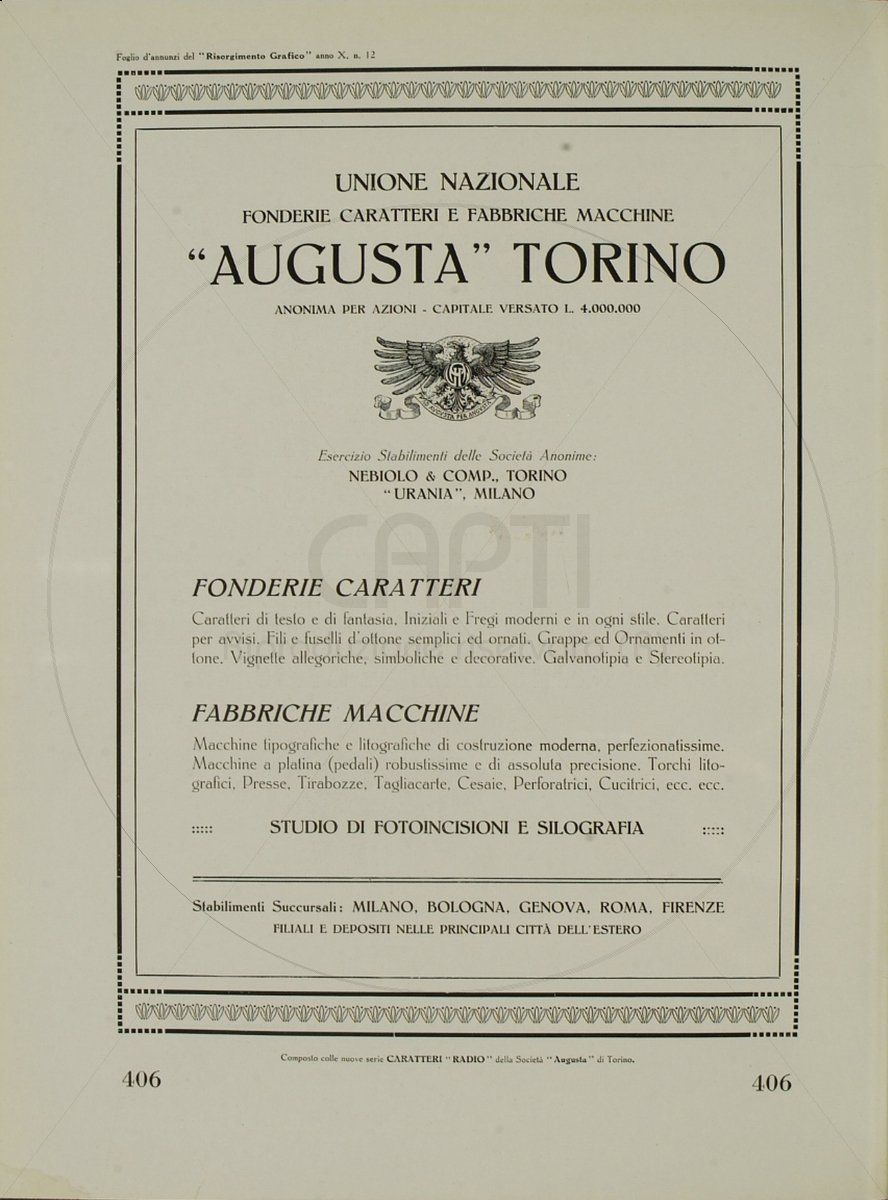 Foglio d'annunzi del "Risorgimento Grafico" anno X, n. 12
UNIONE NAZIONALE
FONDERIE CARATTERI E FABBRICHE MACCHINE
"AUGUSTA" TORINO
ANONIMA PER AZIONI - CAPITALE VERSATO L. 4.000.000
AD AUGUSTA PER ANGUSTA
Esercizio Stabilimenti delle Società Anonime:
NEBIOLO & COMP., TORINO
"URANIA", MILANO
CAPTI
FONDERIE CARATTERI
Caratteri di testo e di fantasia, Iniziali e Fregi moderni e in ogni stile. Caratteri
per avvisi. Fili e fuselli d'ottone semplici ed ornati. Grappe ed Ornamenti in ot-
tone. Vignette allegoriche, simboliche e decorative. Galvanotipia e Stereotipia.
FABBRICHE MACCHINE
Macchine tipografiche e litografiche di costruzione moderna, perfezionatissime.
Macchine a platina (pedali) robustissime e di assoluta precisione. Torchi lito-
grafici, Presse, Tirabozze, Tagliacarte, Cesoie, Perforatrici, Cucitrici, ecc. ecc.
::::: STUDIO DI FOTOINCISIONI E SILOGRAFIA :::::
Stabilimenti Succursali: MILANO, BOLOGNA, GENOVA, ROMA, FIRENZE
FILIALI E DEPOSITI NELLE PRINCIPALI CITTÀ DELL'ESTERO
Composto colle nuove serie CARATTERI "RADIO" della Società "Augusta" di Torino.
406 406